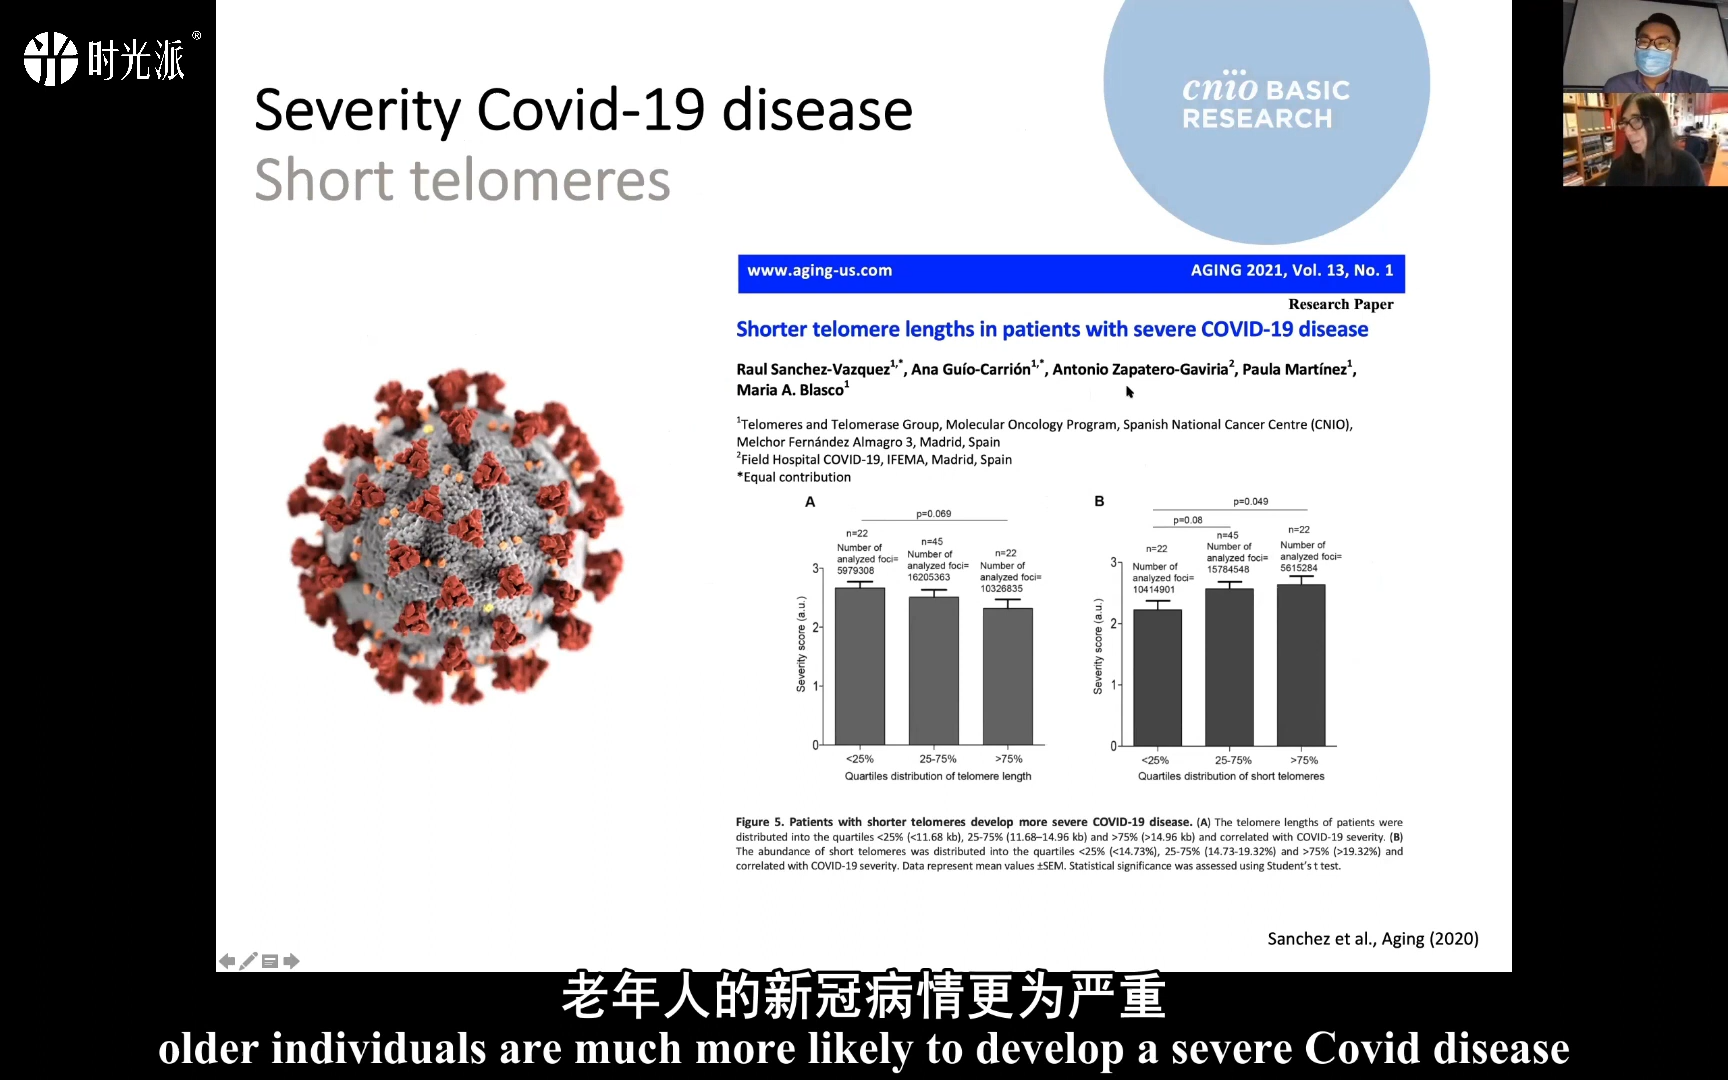 时光派®
Severity Covid-19 disease
Short telomeres
cnio BASIC
RESEARCH
www.aging-us.com
AGING 2021, Vol. 13, No. 1
Research Paper
Shorter telomere lengths in patients with severe COVID-19 disease
Raul Sanchez-Vazquez1,*, Ana Guío-Carrión1,*, Antonio Zapatero-Gaviria2, Paula Martínez1,
Maria A. Blasco1
1Telomeres and Telomerase Group, Molecular Oncology Program, Spanish National Cancer Centre (CNIO),
Melchor Fernández Almagro 3, Madrid, Spain
2Field Hospital COVID-19, IFEMA, Madrid, Spain
*Equal contribution
A
p=0.069
n=22
Number of
analyzed foci=
5979308
n=45
Number of
analyzed foci=
16205363
n=22
Number of
analyzed foci=
10326835
Severity score (a.u.)
3
2
1
0
<25%
25-75%
>75%
Quartiles distribution of telomere length
B
p=0.049
p=0.08
n=22
Number of
analyzed foci=
10414901
n=45
Number of
analyzed foci=
15784548
n=22
Number of
analyzed foci=
5615284
Severity score (a.u.)
3
2
1
0
<25%
25-75%
>75%
Quartiles distribution of short telomeres
Figure 5. Patients with shorter telomeres develop more severe COVID-19 disease. (A) The telomere lengths of patients were
distributed into the quartiles <25% (<11.68 kb), 25-75% (11.68–14.96 kb) and >75% (>14.96 kb) and correlated with COVID-19 severity. (B)
The abundance of short telomeres was distributed into the quartiles <25% (<14.73%), 25-75% (14.73-19.32%) and >75% (>19.32%) and
correlated with COVID-19 severity. Data represent mean values ±SEM. Statistical significance was assessed using Student's t test.
Sanchez et al., Aging (2020)
老年人的新冠病情更为严重
older individuals are much more likely to develop a severe Covid disease